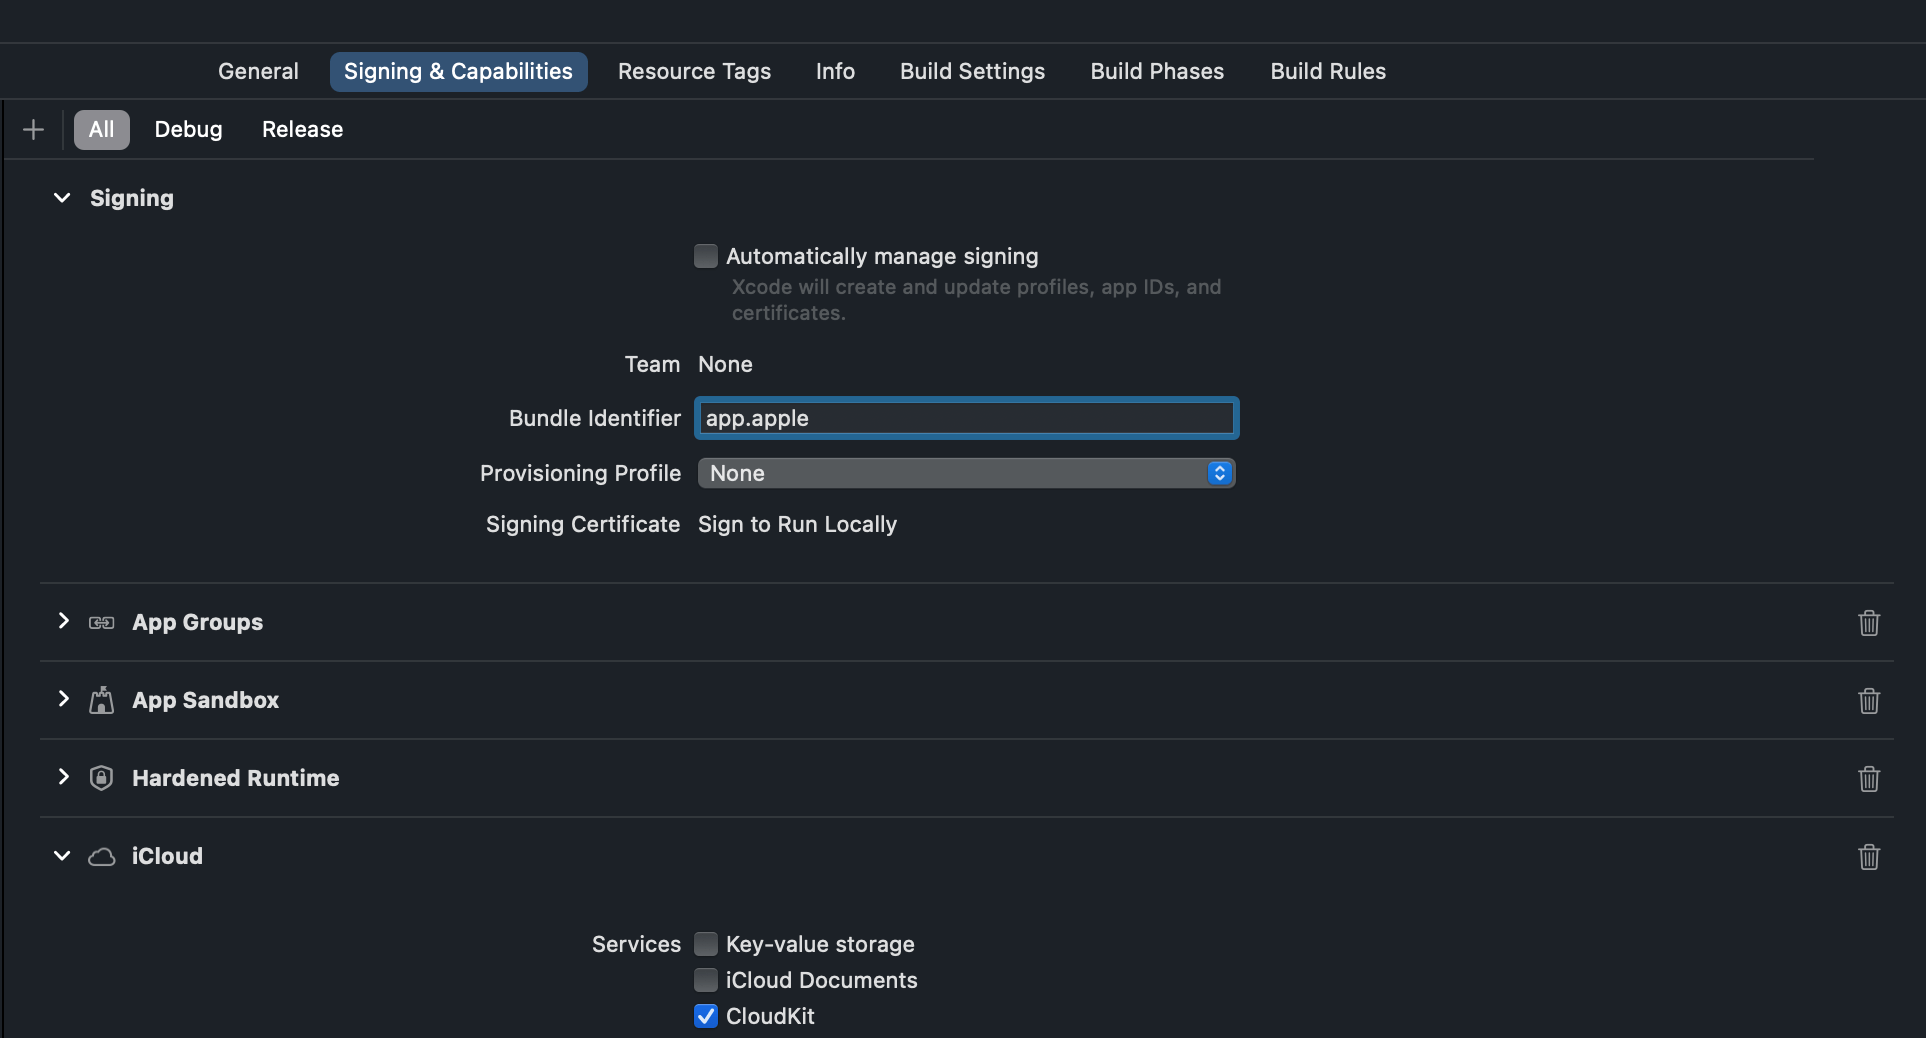 General Signing & Capabilities Resource Tags Info Build Settings Build Phases Build Rules
All Debug Release
Signing
Automatically manage signing
Xcode will create and update profiles, app IDs, and
certificates.
Team None
Bundle Identifier app.apple
Provisioning Profile None
Signing Certificate Sign to Run Locally
App Groups
App Sandbox
Hardened Runtime
iCloud
Services Key-value storage
iCloud Documents
CloudKit